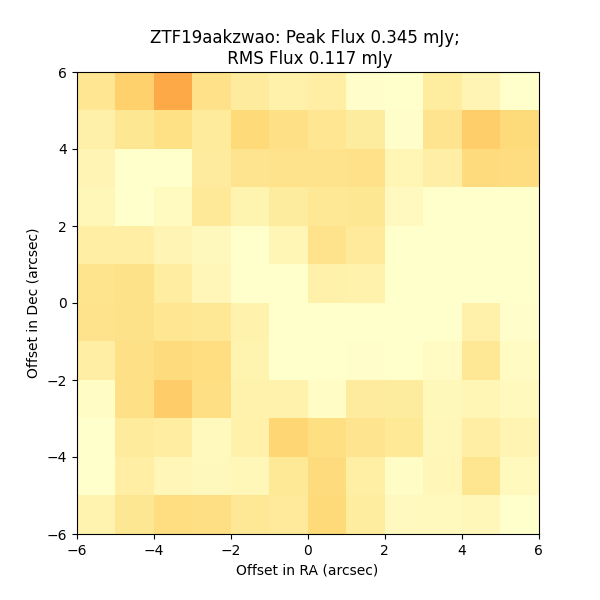 ZTF19aakzwao: Peak Flux 0.345 mJy;
RMS Flux 0.117 mJy
6
4
2
0
−2
−4
−6
Offset in Dec (arcsec)
−6 −4 −2 0 2 4 6
Offset in RA (arcsec)